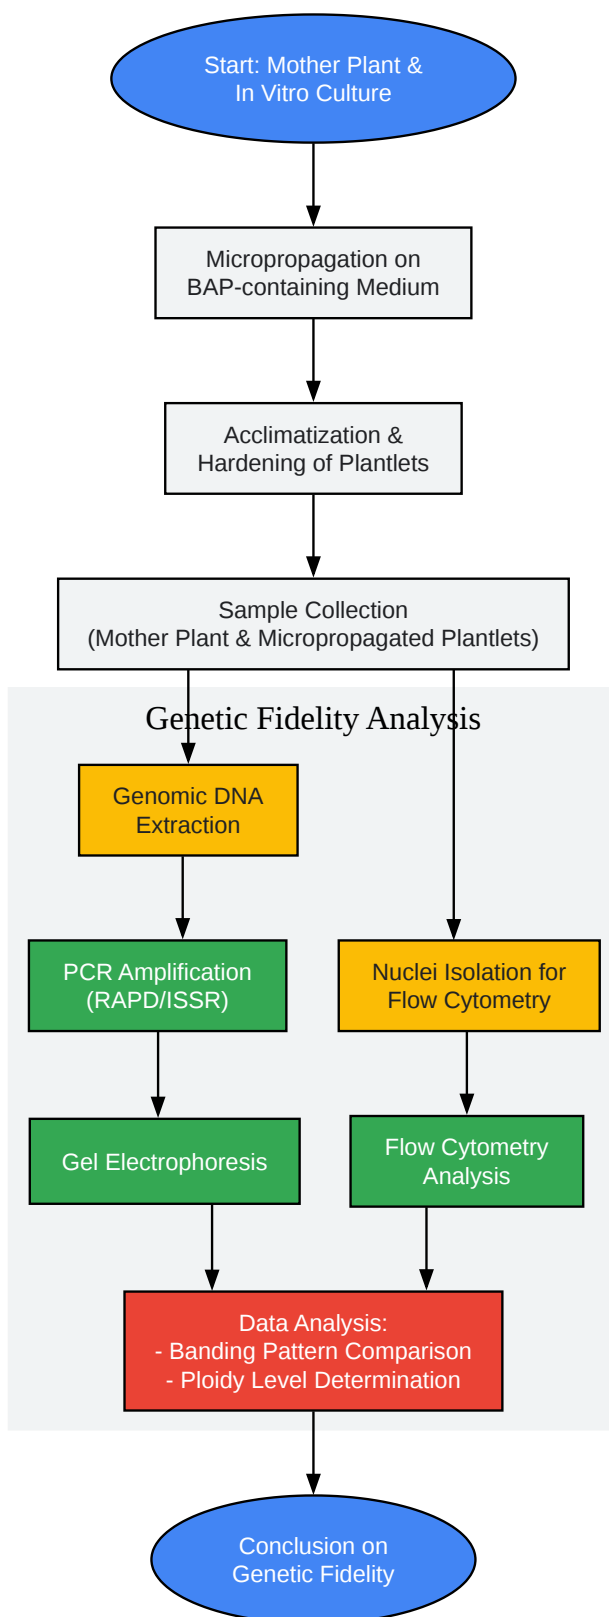 Start: Mother Plant &
In Vitro Culture
Micropropagation on
BAP-containing Medium
Acclimatization &
Hardening of Plantlets
Sample Collection
(Mother Plant & Micropropagated Plantlets)
Genetic Fidelity Analysis
Genomic DNA
Extraction
PCR Amplification
(RAPD/ISSR)
Nuclei Isolation for
Flow Cytometry
Gel Electrophoresis
Flow Cytometry
Analysis
Data Analysis:
- Banding Pattern Comparison
- Ploidy Level Determination
Conclusion on
Genetic Fidelity